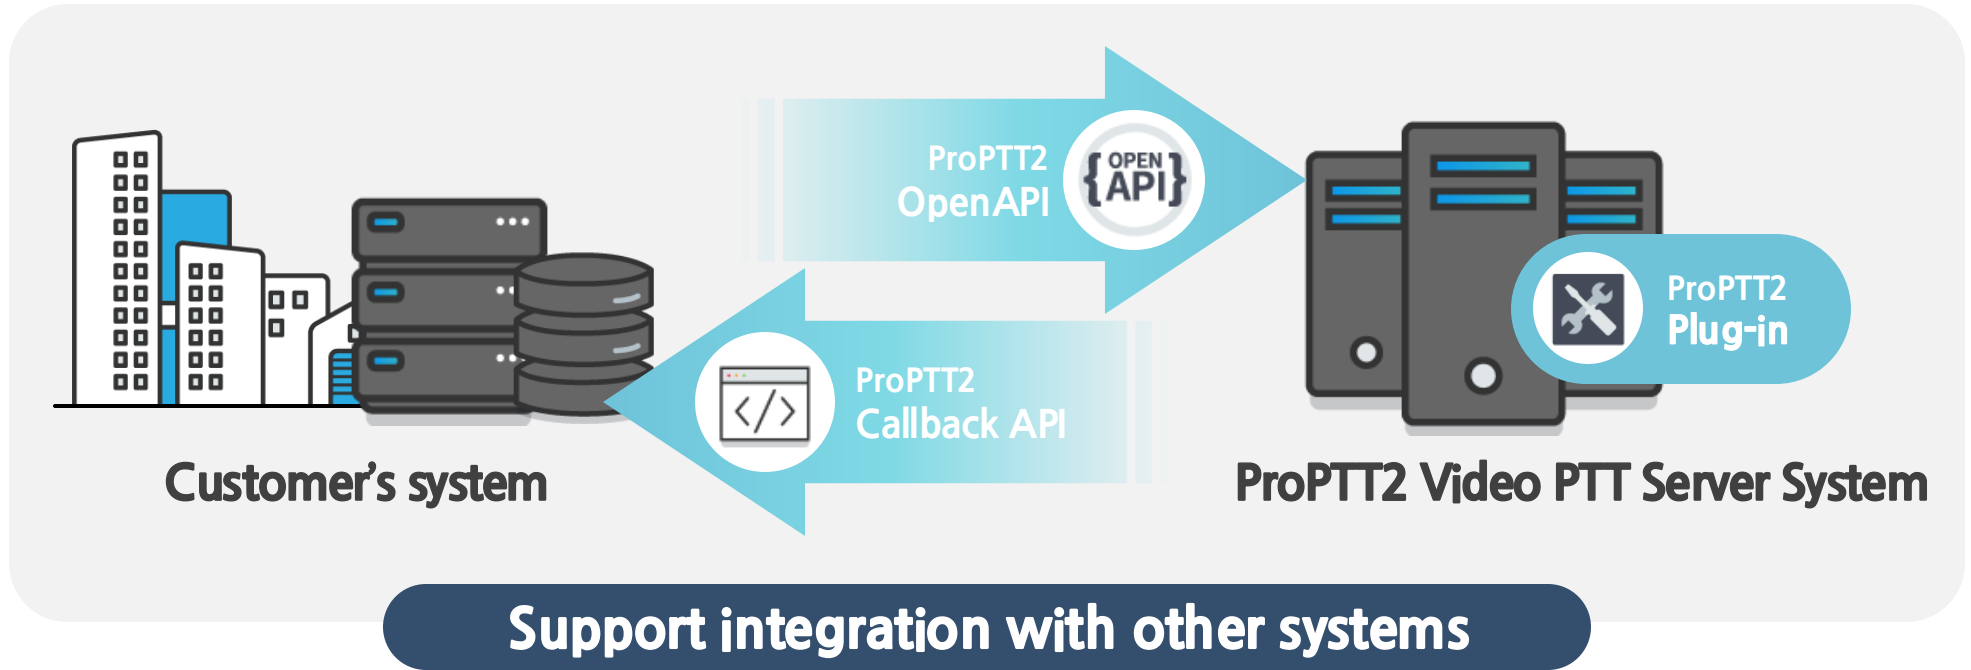 ProPTT2
OpenAPI
{OPEN
API}
ProPTT2
Plug-in
</>
ProPTT2
Callback API
Customer's system
ProPTT2 Video PTT Server System
Support integration with other systems